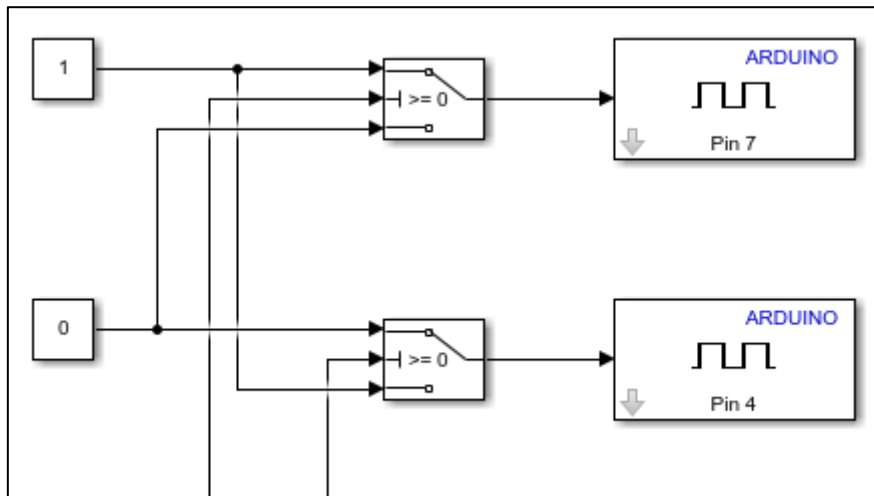 1
>= 0
ARDUINO
Pin 7
0
>= 0
ARDUINO
Pin 4